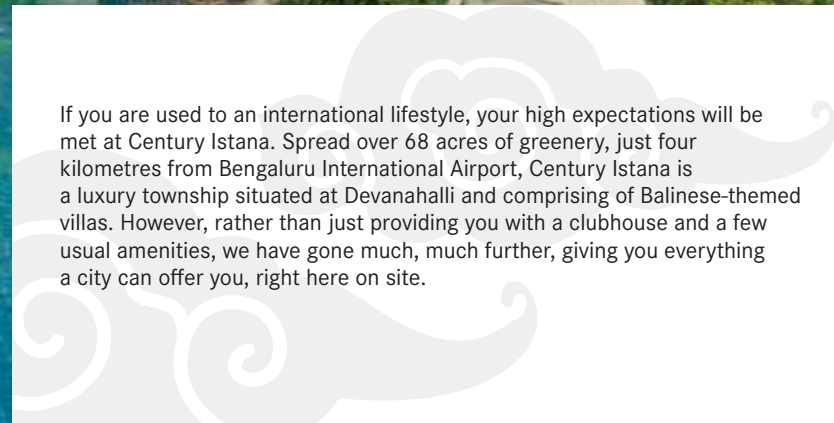 If you are used to an international lifestyle, your high expectations will be
met at Century Istana. Spread over 68 acres of greenery, just four
kilometres from Bengaluru International Airport, Century Istana is
a luxury township situated at Devanahalli and comprising of Balinese-themed
villas. However, rather than just providing you with a clubhouse and a few
usual amenities, we have gone much, much further, giving you everything
a city can offer you, right here on site.